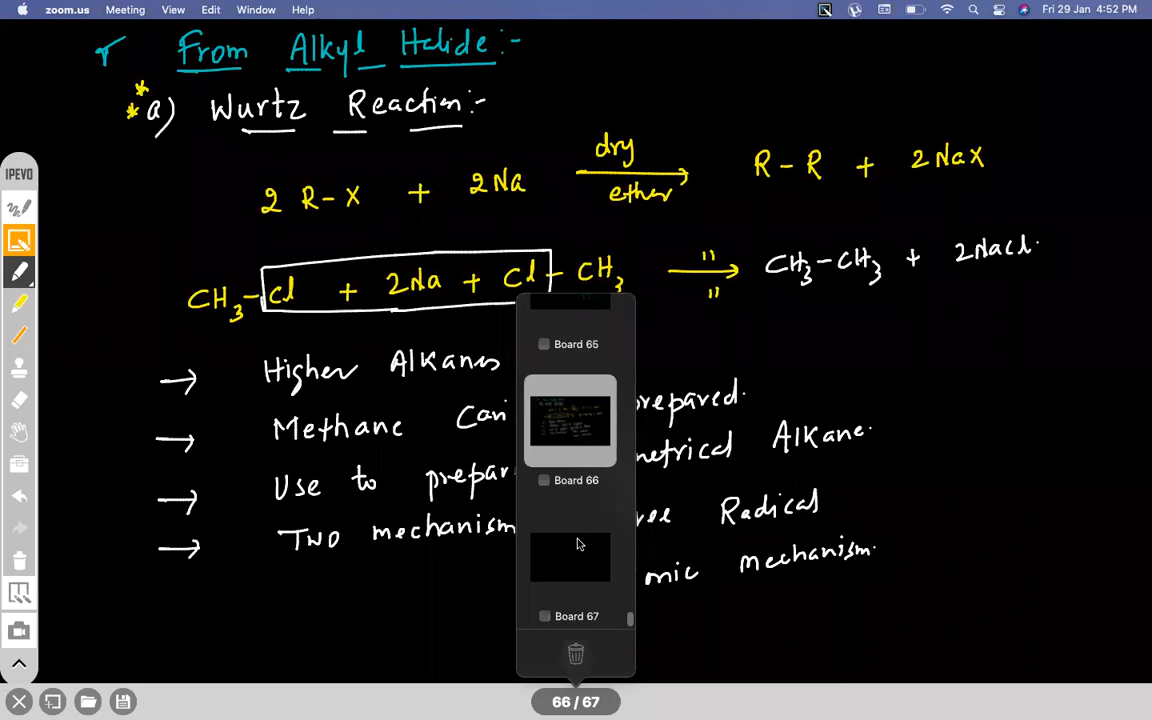 zoom.us Meeting View Edit Window Help Fri 29 Jan 4:52 PM
From Alkyl Halide:-
a) Wurtz Reaction:-
2 R-X + 2Na dry ether R-R + 2NaX
CH3-Cl + 2Na + Cl-CH3 " " CH3-CH3 + 2NaCl.
→ Higher Alkanes
→ Methane prepared.
→ Use to metrical Alkane.
→ Two mechanism Radical
mic mechanism.
IPEVO
Board 65
Board 66
Board 67
66 / 67